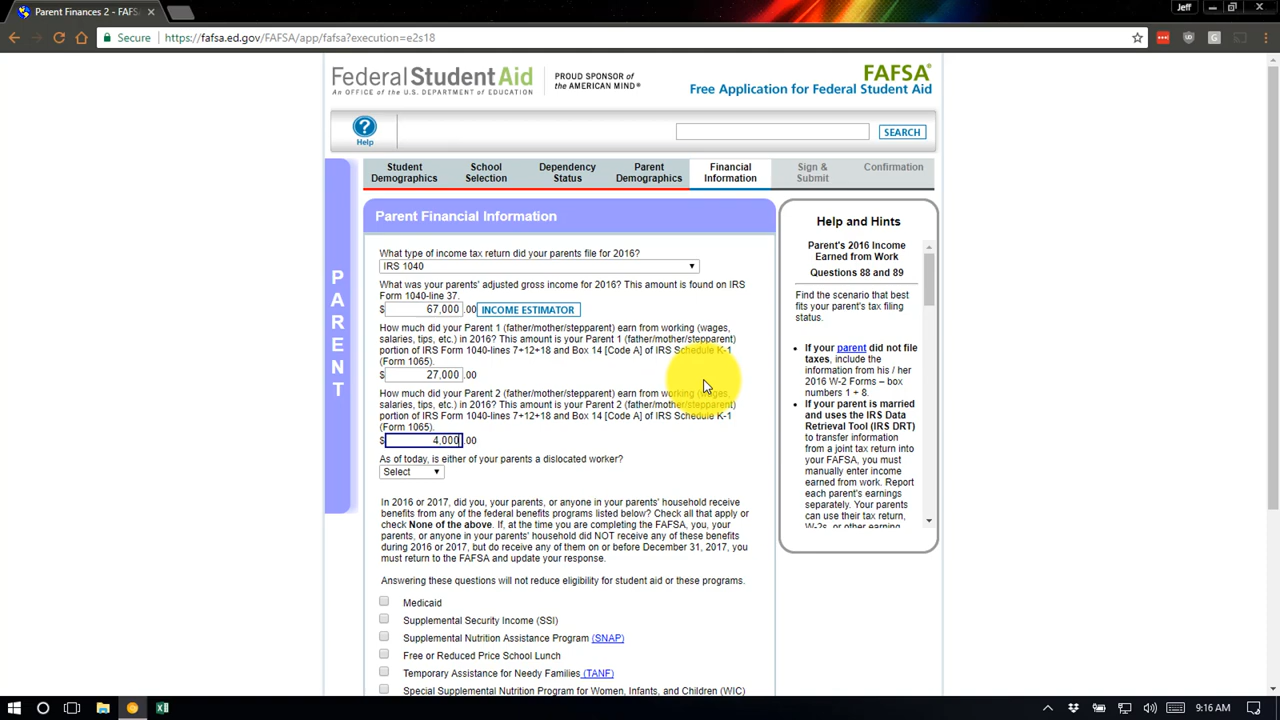 Parent Finances 2 - FAFS
Jeff
Secure
https://fafsa.ed.gov/FAFSA/app/fafsa?execution=e2s18
Federal Student Aid
An OFFICE of the U.S. DEPARTMENT of EDUCATION
PROUD SPONSOR of
the AMERICAN MIND®
FAFSA®
Free Application for Federal Student Aid
?
Help
SEARCH
Student
Demographics
School
Selection
Dependency
Status
Parent
Demographics
Financial
Information
Sign &
Submit
Confirmation
PARENT
Parent Financial Information
What type of income tax return did your parents file for 2016?
IRS 1040
What was your parents' adjusted gross income for 2016? This amount is found on IRS
Form 1040-line 37.
$ 67,000 .00 INCOME ESTIMATOR
How much did your Parent 1 (father/mother/stepparent) earn from working (wages,
salaries, tips, etc.) in 2016? This amount is your Parent 1 (father/mother/stepparent)
portion of IRS Form 1040-lines 7+12+18 and Box 14 [Code A] of IRS Schedule K-1
(Form 1065).
$ 27,000 .00
How much did your Parent 2 (father/mother/stepparent) earn from working (wages,
salaries, tips, etc.) in 2016? This amount is your Parent 2 (father/mother/stepparent)
portion of IRS Form 1040-lines 7+12+18 and Box 14 [Code A] of IRS Schedule K-1
(Form 1065).
$ 4,000 .00
As of today, is either of your parents a dislocated worker?
Select
In 2016 or 2017, did you, your parents, or anyone in your parents' household receive
benefits from any of the federal benefits programs listed below? Check all that apply or
check None of the above. If, at the time you are completing the FAFSA, you, your
parents, or anyone in your parents' household did NOT receive any of these benefits
during 2016 or 2017, but do receive any of them on or before December 31, 2017, you
must return to the FAFSA and update your response.
Answering these questions will not reduce eligibility for student aid or these programs.
Medicaid
Supplemental Security Income (SSI)
Supplemental Nutrition Assistance Program (SNAP)
Free or Reduced Price School Lunch
Temporary Assistance for Needy Families (TANF)
Special Supplemental Nutrition Program for Women, Infants, and Children (WIC)
Help and Hints
Parent's 2016 Income
Earned from Work
Questions 88 and 89
Find the scenario that best
fits your parent's tax filing
status.
• If your parent did not file
taxes, include the
information from his / her
2016 W-2 Forms – box
numbers 1 + 8.
• If your parent is married
and uses the IRS Data
Retrieval Tool (IRS DRT)
to transfer information
from a joint tax return into
your FAFSA, you must
manually enter income
earned from work. Report
each parent's earnings
separately. Your parents
can use their tax return,
W-2s, or other earning
9:16 AM